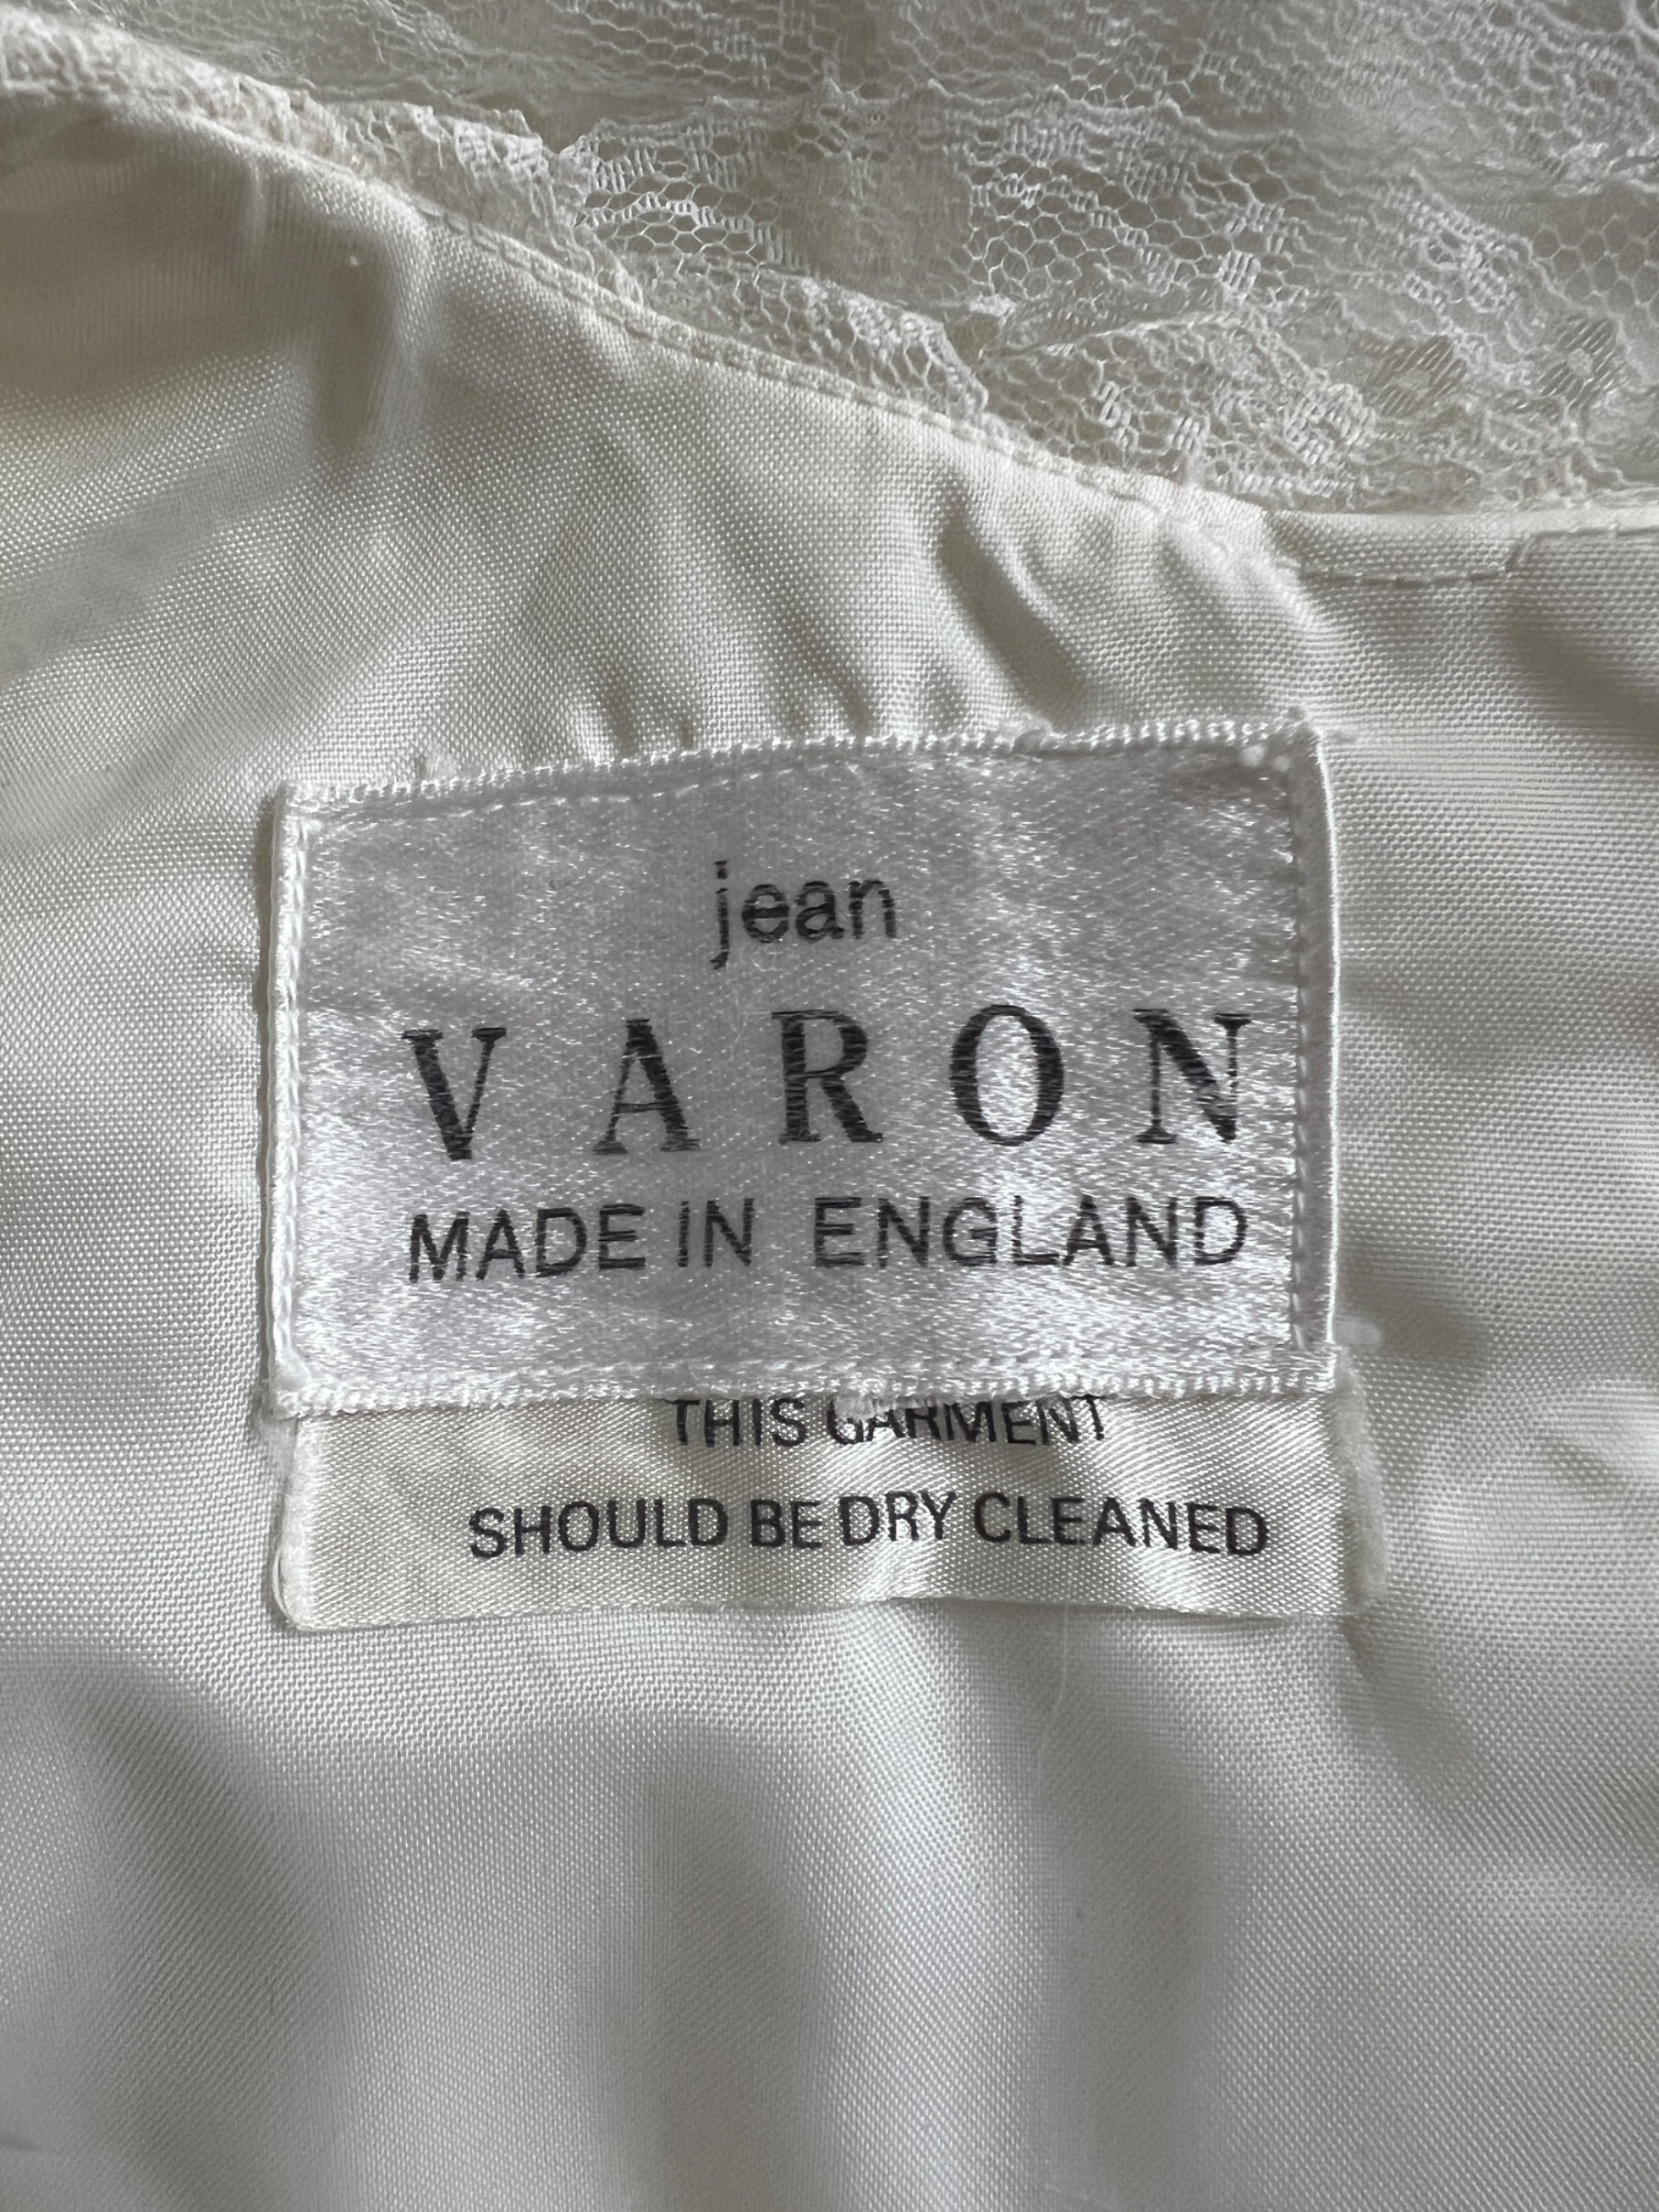 jean
VARON
MADE IN ENGLAND
THIS GARMENT
SHOULD BE DRY CLEANED